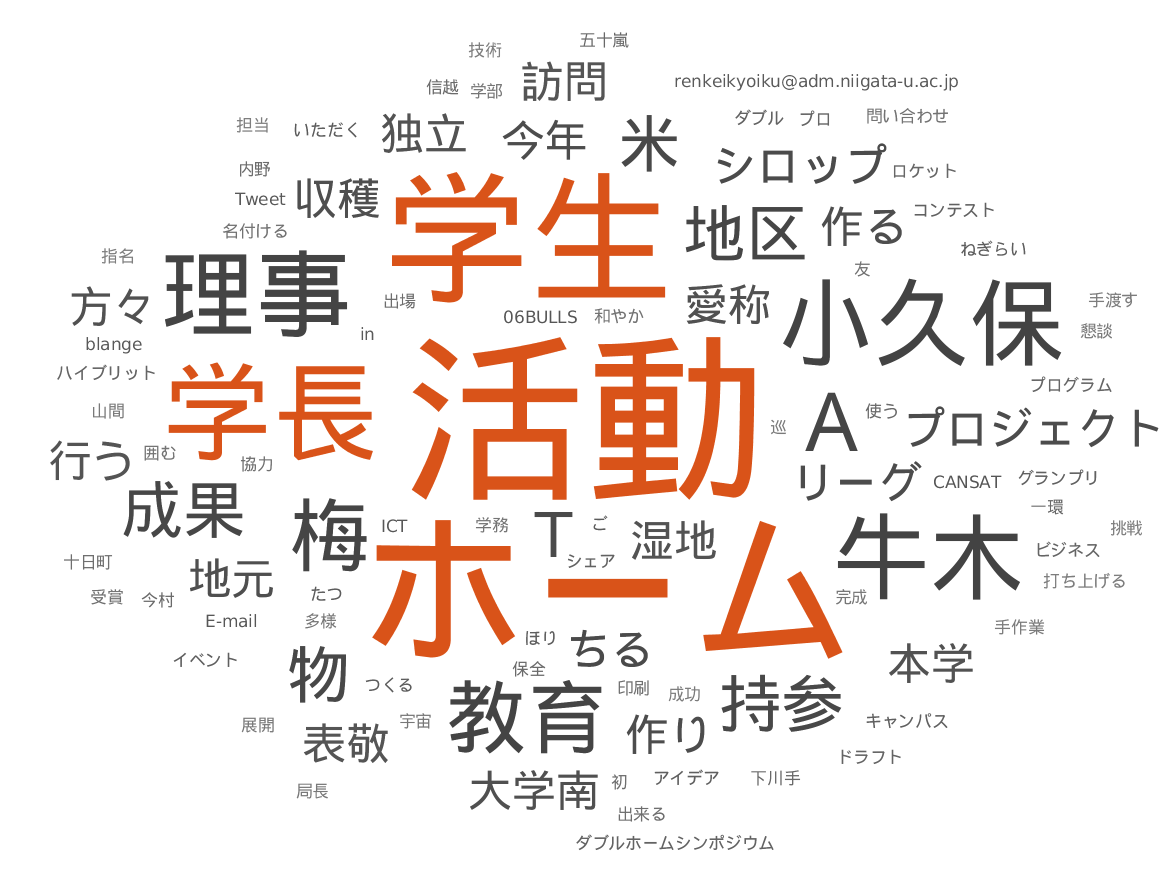 五十嵐
技術
訪問
renkeikyoiku@adm.niigata-u.ac.jp
信越
学部
担当
いただく
独立
今年
米
ダブル
プロ
問い合わせ
内野
シロップ
ロケット
Tweet
収穫
学生
名付ける
地区
作る
コンテスト
指名
理事
ねぎらい
友
方々
出場
愛称
小久保
手渡す
06BULLS
和やか
in
懇談
blange
ハイブリット
学長
活動
プログラム
山間
A
使う
プロジェクト
巡
行う
囲む
協力
リーグ
CANSAT
グランプリ
成果
梅
一環
ICT
学務
T
ご
湿地
牛木
挑戦
十日町
シェア
ビジネス
地元
ホーム
打ち上げる
受賞
今村
たつ
完成
E-mail
多様
手作業
イベント
ほり
ちる
本学
物
つくる
保全
印刷
成功
持参
展開
宇宙
教育
キャンパス
表敬
作り
ドラフト
局長
大学南
初
アイデア
下川手
出来る
ダブルホームシンポジウム